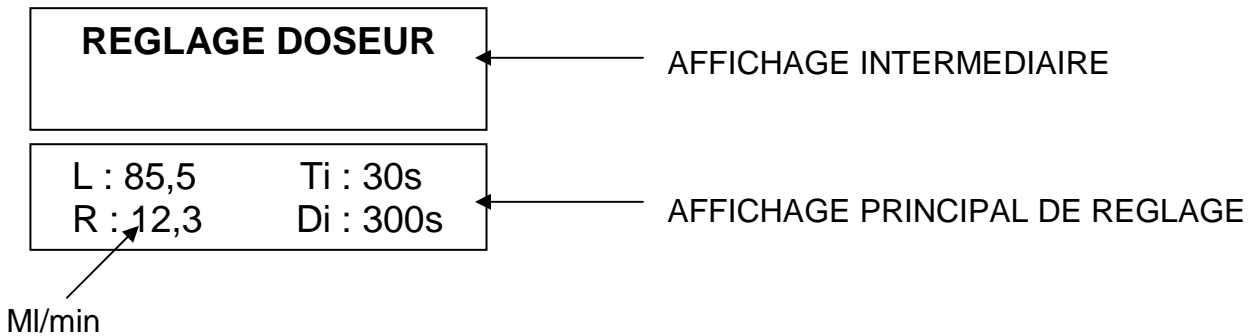 REGLAGE DOSEUR
AFFICHAGE INTERMEDIAIRE
L : 85,5 Ti : 30s
R : 12,3 Di : 300s
AFFICHAGE PRINCIPAL DE REGLAGE
Ml/min